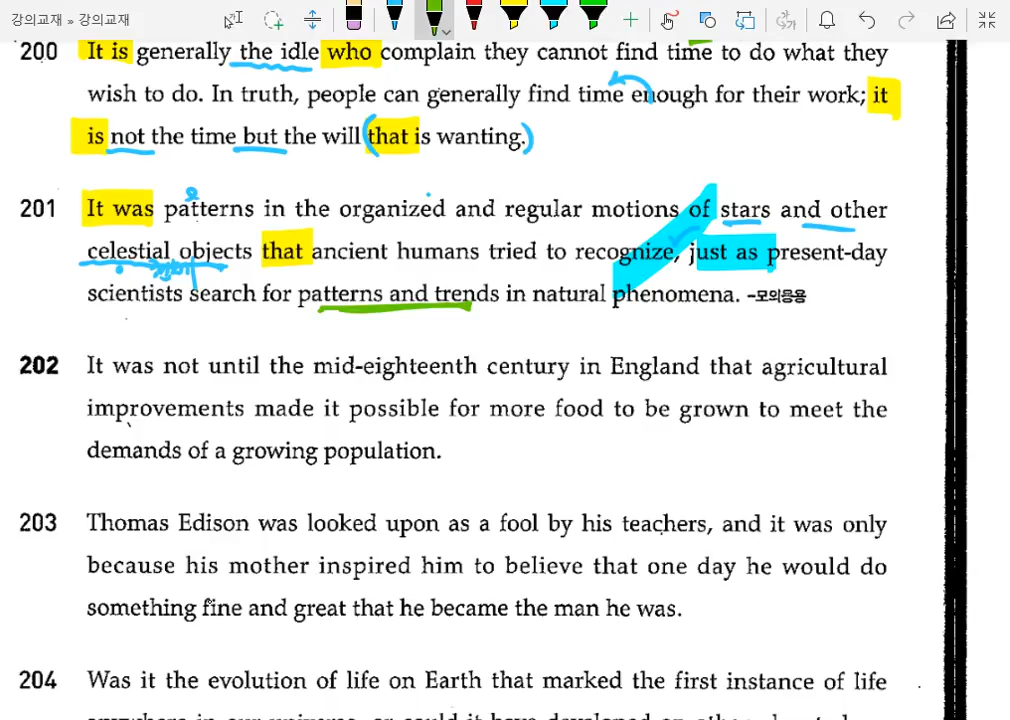 강의교재 » 강의교재
200 It is generally the idle who complain they cannot find time to do what they
wish to do. In truth, people can generally find time enough for their work; it
is not the time but the will (that is wanting.)
201 It was patterns in the organized and regular motions of stars and other
celestial objects that ancient humans tried to recognize, just as present-day
scientists search for patterns and trends in natural phenomena. -모의응용
202 It was not until the mid-eighteenth century in England that agricultural
improvements made it possible for more food to be grown to meet the
demands of a growing population.
203 Thomas Edison was looked upon as a fool by his teachers, and it was only
because his mother inspired him to believe that one day he would do
something fine and great that he became the man he was.
204 Was it the evolution of life on Earth that marked the first instance of life